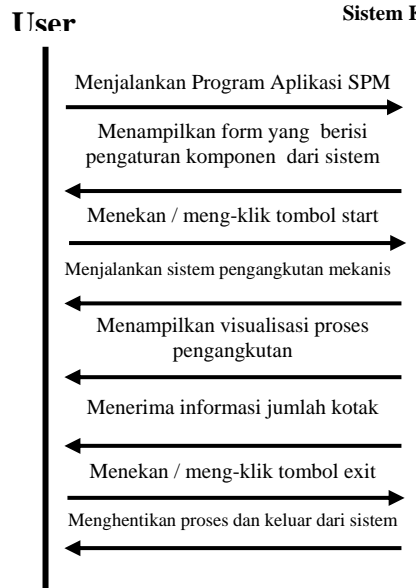 User
Sistem
Menjalankan Program Aplikasi SPM
Menampilkan form yang berisi
pengaturan komponen dari sistem
Menekan / meng-klik tombol start
Menjalankan sistem pengangkutan mekanis
Menampilkan visualisasi proses
pengangkutan
Menerima informasi jumlah kotak
Menekan / meng-klik tombol exit
Menghentikan proses dan keluar dari sistem